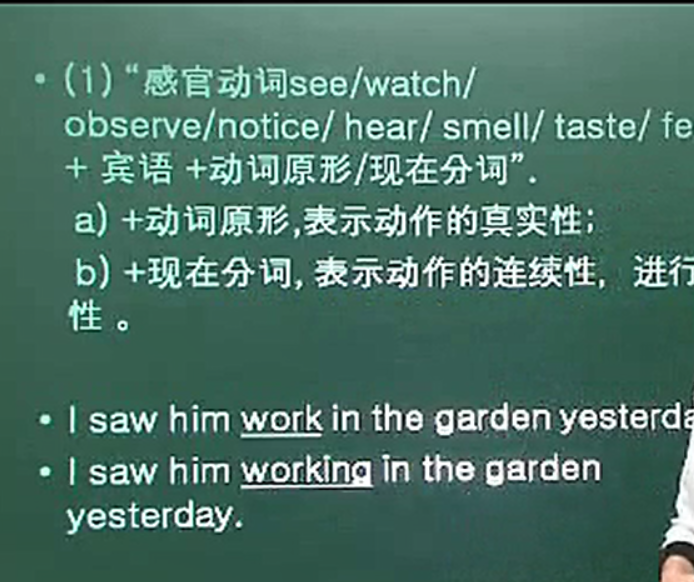 • (1) “感官动词see/watch/
observe/notice/ hear/ smell/ taste/
+ 宾语 +动词原形/现在分词”.
a) +动词原形,表示动作的真实性;
b) +现在分词, 表示动作的连续性, 进行
性 。
• I saw him work in the garden
• I saw him working in the garden
yesterday.